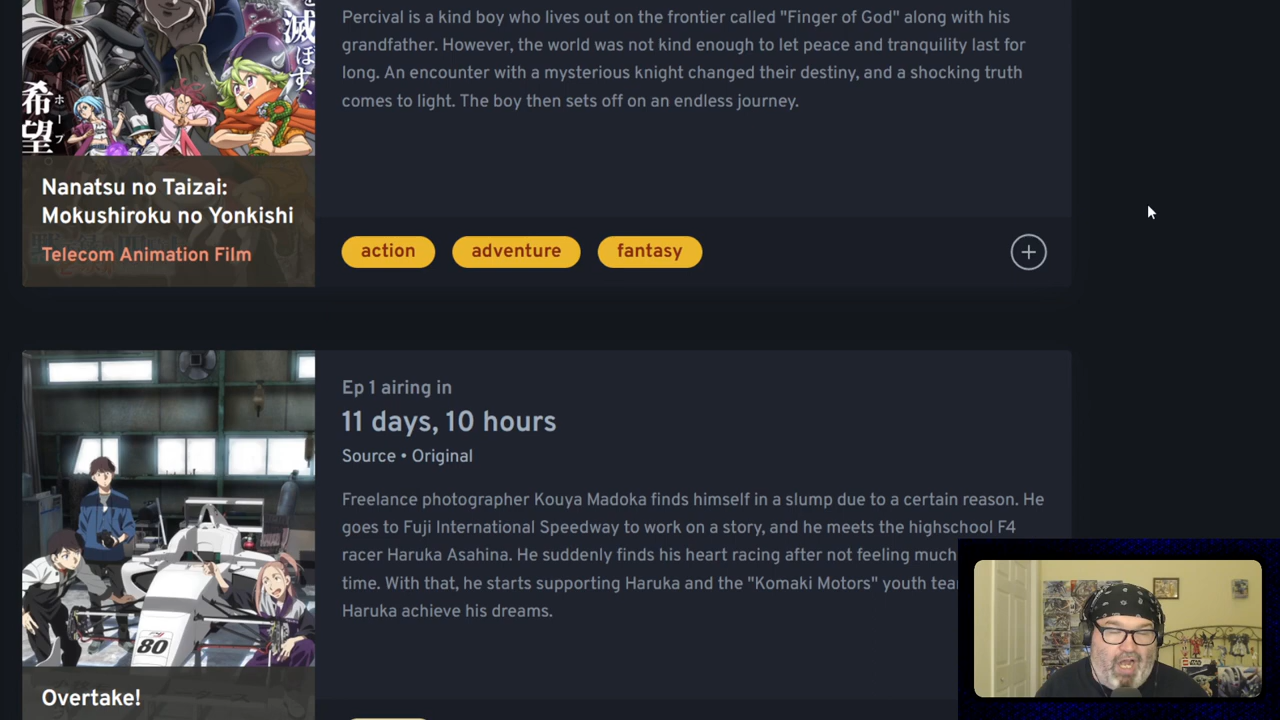 Percival is a kind boy who lives out on the frontier called "Finger of God" along with his
grandfather. However, the world was not kind enough to let peace and tranquility last for
long. An encounter with a mysterious knight changed their destiny, and a shocking truth
comes to light. The boy then sets off on an endless journey.
滅ぼす、
希望。
ホープ
Nanatsu no Taizai:
Mokushiroku no Yonkishi
Telecom Animation Film
action
adventure
fantasy
Ep 1 airing in
11 days, 10 hours
Source • Original
Freelance photographer Kouya Madoka finds himself in a slump due to a certain reason. He
goes to Fuji International Speedway to work on a story, and he meets the highschool F4
racer Haruka Asahina. He suddenly finds his heart racing after not feeling much
time. With that, he starts supporting Haruka and the "Komaki Motors" youth tea
Haruka achieve his dreams.
80
Overtake!